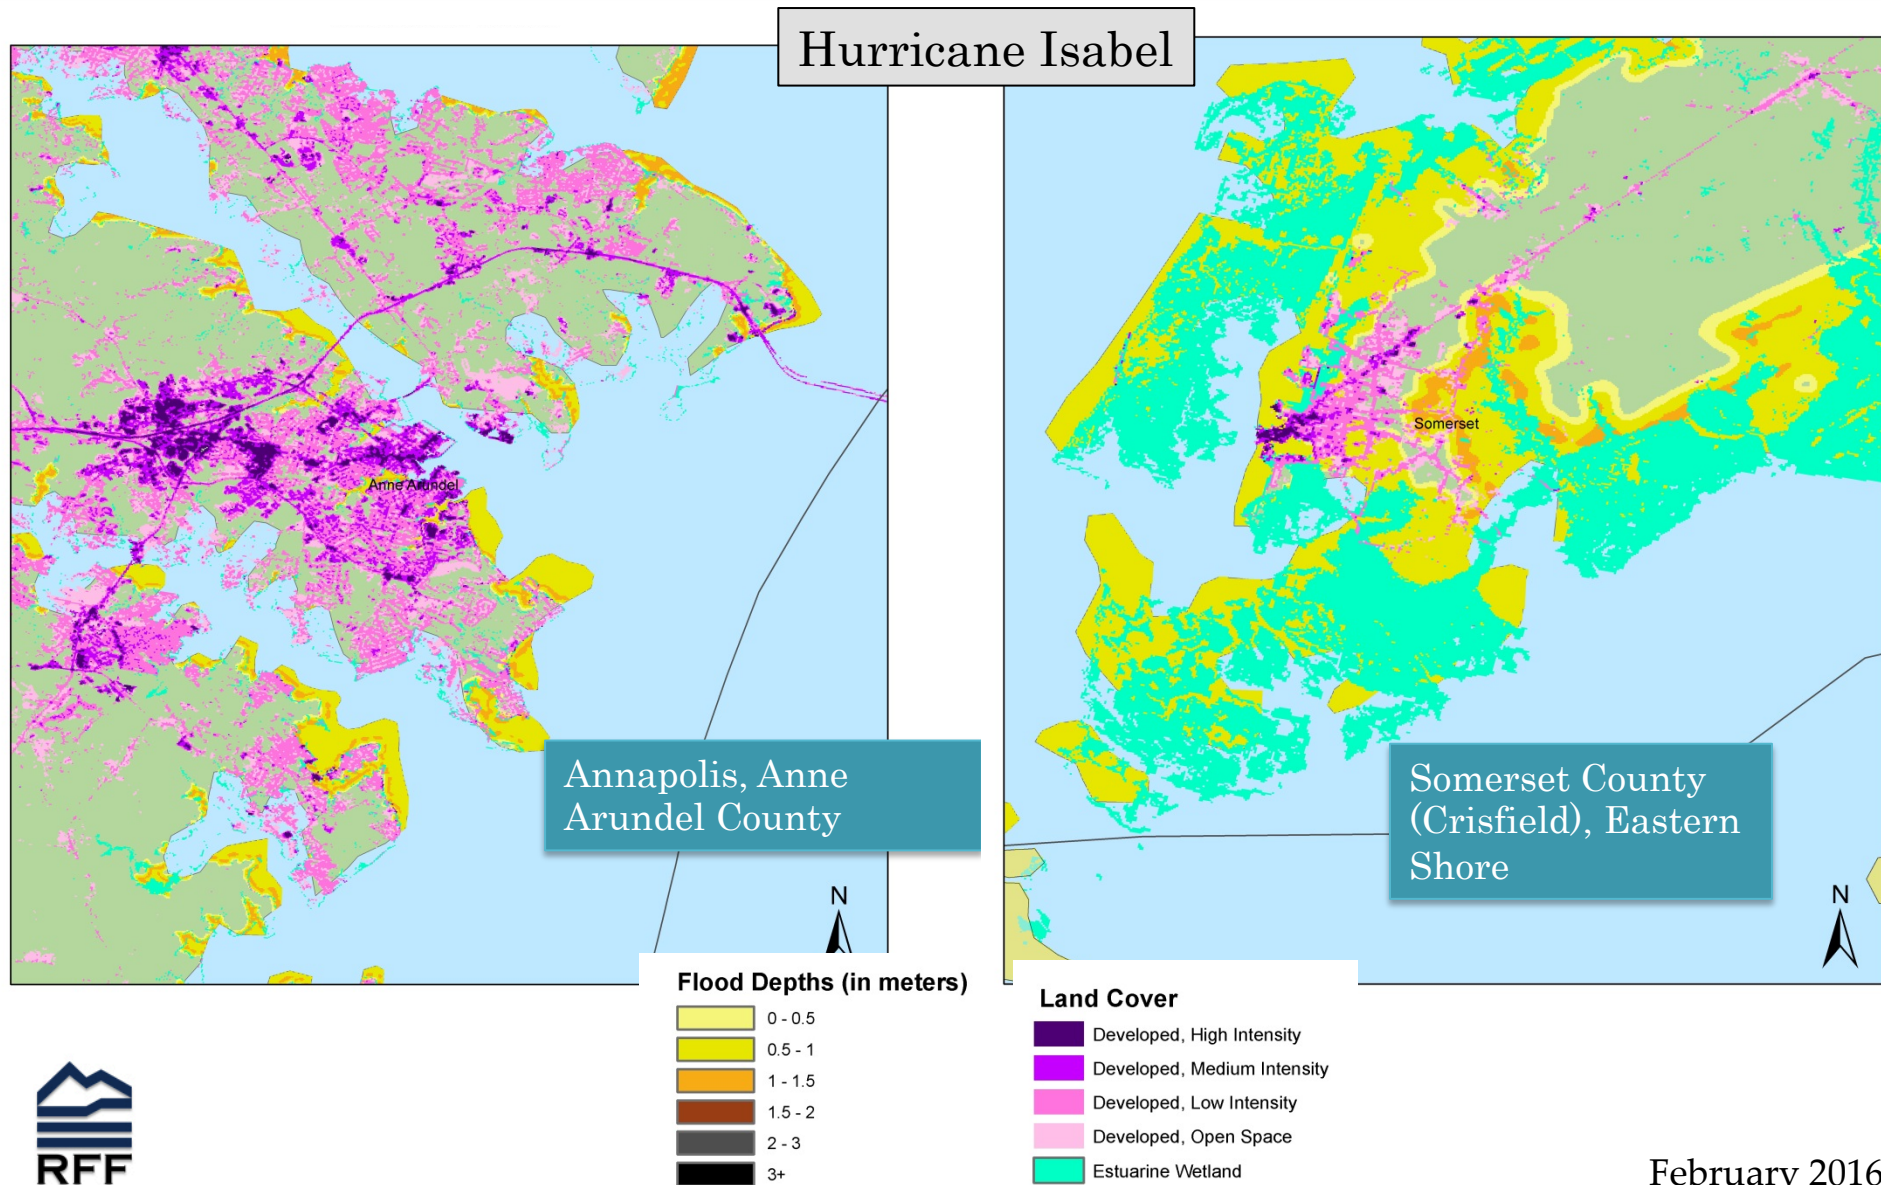 Hurricane Isabel
Anne Arundel
Somerset
Annapolis, Anne
Arundel County
Somerset County
(Crisfield), Eastern
Shore
N
N
Flood Depths (in meters)
0 - 0.5
0.5 - 1
1 - 1.5
1.5 - 2
2 - 3
3+
Land Cover
Developed, High Intensity
Developed, Medium Intensity
Developed, Low Intensity
Developed, Open Space
Estuarine Wetland
RFF
February 2016